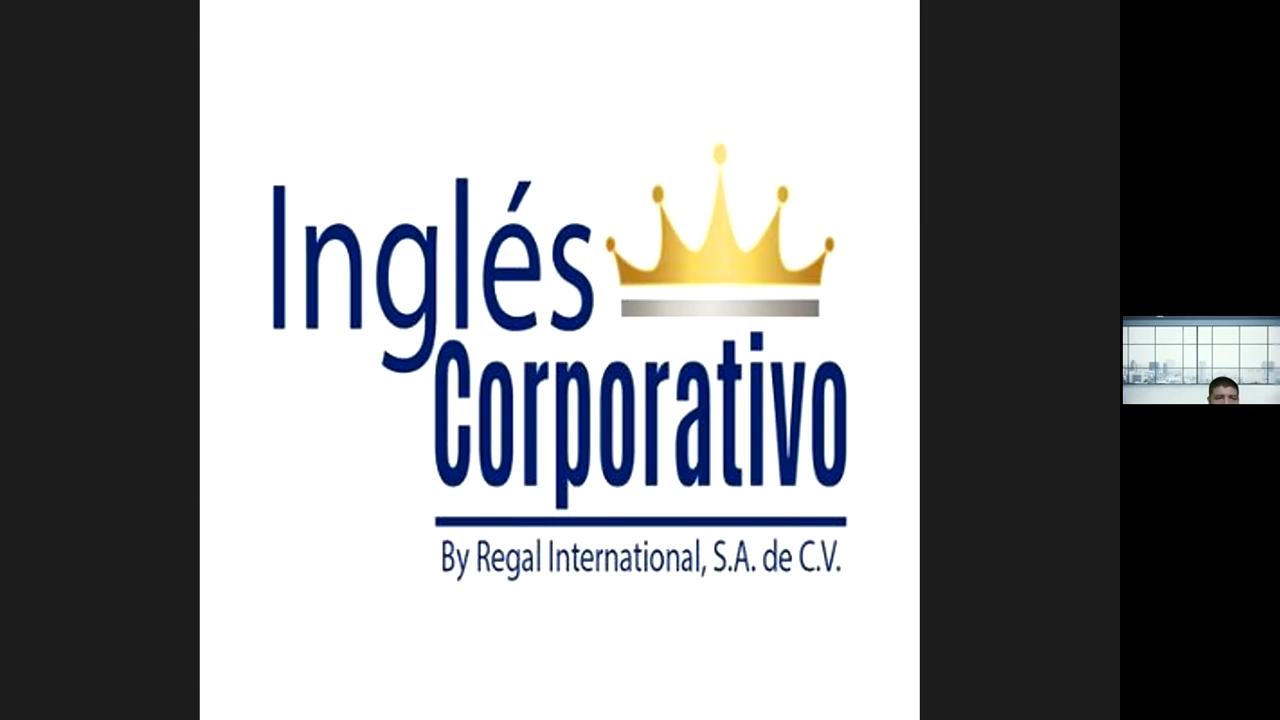 Inglés
Corporativo
By Regal International, S.A. de C.V.